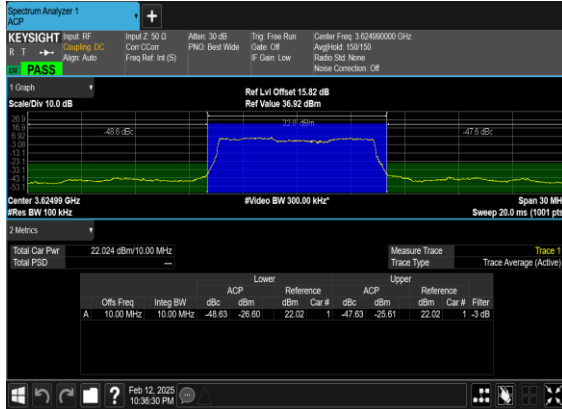 Spectrum Analyzer 1
ACP
+
KEYSIGHT Input: RF Input Z: 50 Ω Atten: 30 dB Trig: Free Run Center Freq: 3.624990000 GHz
R T Coupling: DC Corr CCorr PNO: Best Wide Gate: Off Avg|Hold: 150/150
Align: Auto Freq Ref: Int (S) IF Gain: Low Radio Std: None
PASS Noise Correction: Off
1 Graph Ref Lvl Offset 15.82 dB
Scale/Div 10.0 dB Ref Value 36.92 dBm
26.9
16.9 22.0 dBm
6.92 -48.6 dBc -47.6 dBc
-3.08
-13.1
-23.1
-33.1
-43.1
-53.1
Center 3.62499 GHz #Video BW 300.00 kHz* Span 30 MH
#Res BW 100 kHz Sweep 20.0 ms (1001 pts
2 Metrics
Total Car Pwr 22.024 dBm/10.00 MHz Measure Trace Trace 1
Total PSD — Trace Type Trace Average (Active)
Lower Upper
ACP Reference ACP Reference
Offs Freq Integ BW dBc dBm dBm Car # dBc dBm dBm Car # Filter
A 10.00 MHz 10.00 MHz -48.63 -26.60 22.02 1 -47.63 -25.61 22.02 1 -3 dB
? Feb 12, 2025
10:36:30 PM